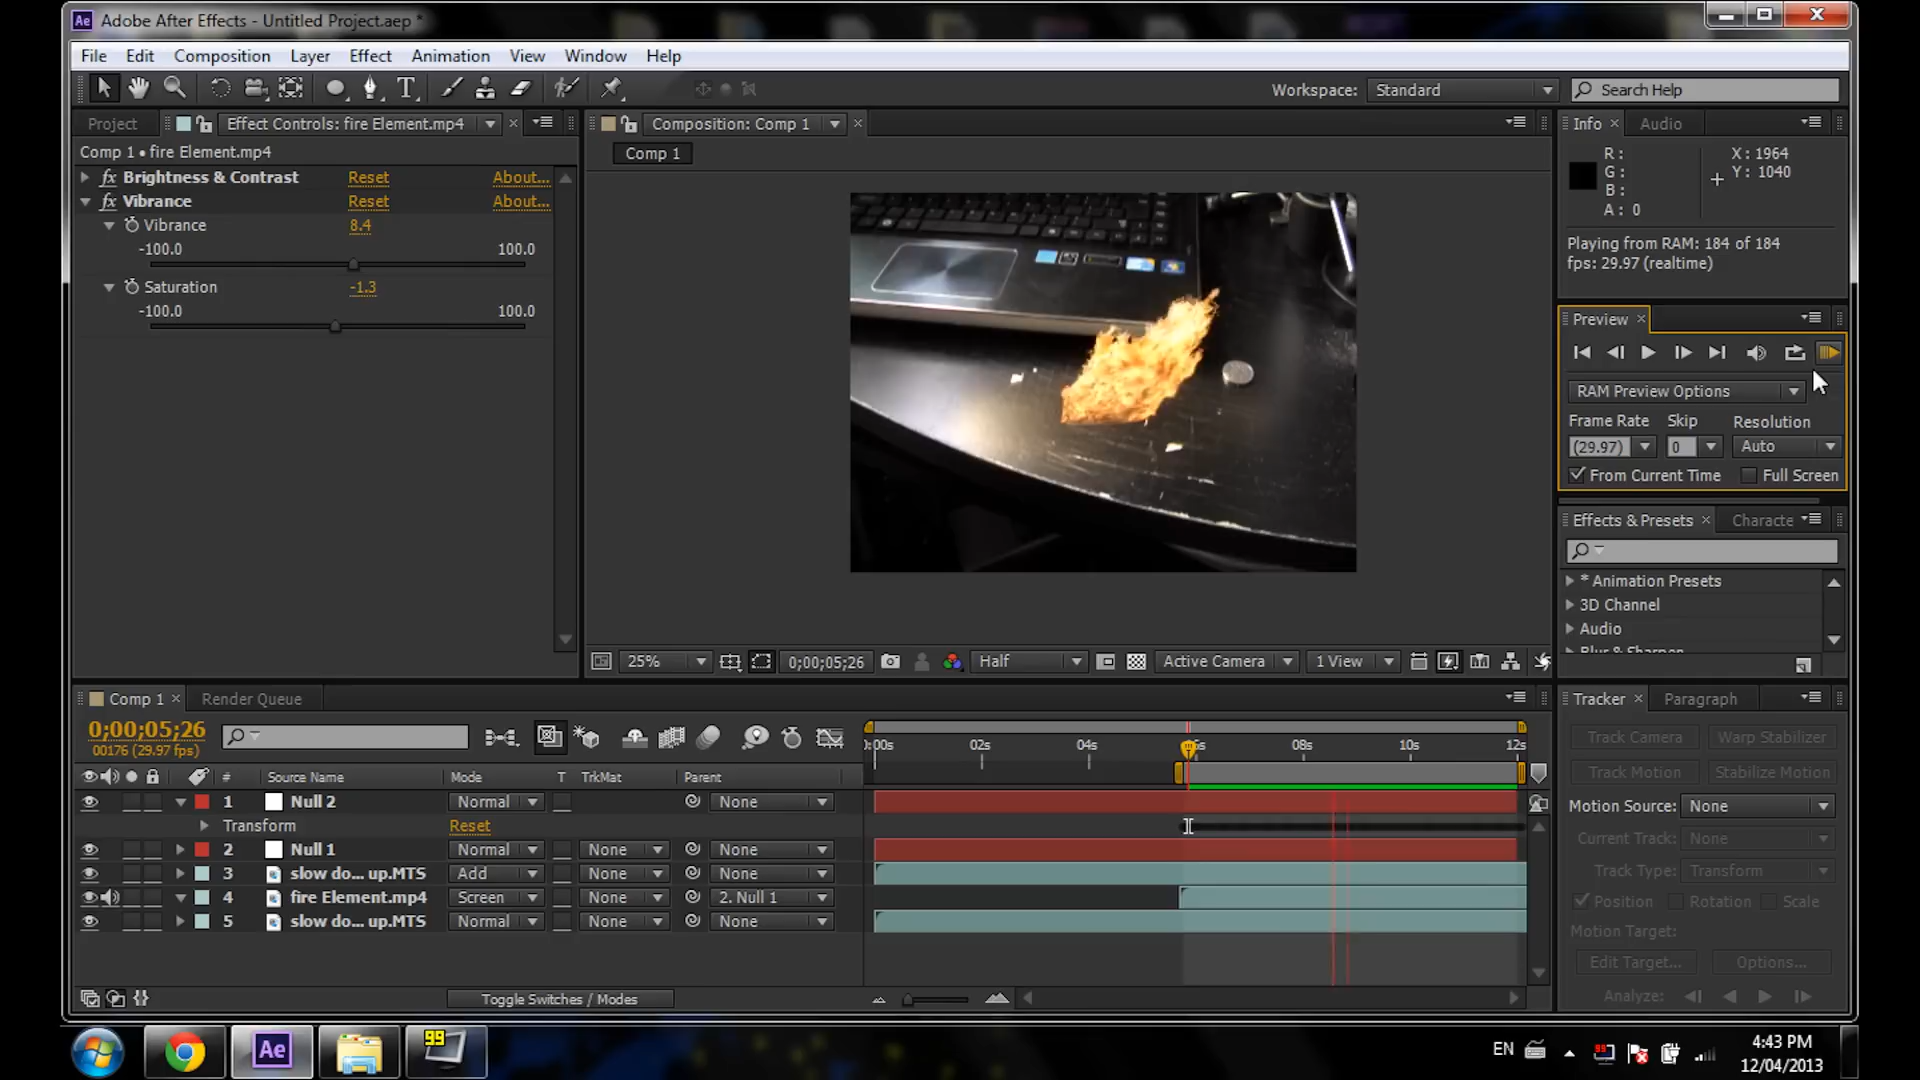 Ae Adobe After Effects - Untitled Project.aep *
File Edit Composition Layer Effect Animation View Window Help
T Workspace: Standard Search Help
Project Effect Controls: fire Element.mp4 Composition: Comp 1 Info Audio
Comp 1 • fire Element.mp4 Comp 1
R: G: B: A: 0 X: 1964 Y: 1040
fx Brightness & Contrast Reset About...
fx Vibrance Reset About...
Vibrance 8.4
-100.0 100.0
Saturation -1.3
-100.0 100.0
Playing from RAM: 184 of 184
fps: 29.97 (realtime)
Preview
RAM Preview Options
Frame Rate Skip Resolution
(29.97) 0 Auto
From Current Time Full Screen
Effects & Presets Characte
* Animation Presets
3D Channel
Audio
Blur & Sharpen
25% 0;00;05;26 Half Active Camera 1 View
Comp 1 Render Queue Tracker Paragraph
0;00;05;26
00176 (29.97 fps)
):00s 02s 04s 6s 08s 10s 12s
# Source Name Mode T TrkMat Parent
1 Null 2 Normal None
Transform Reset
2 Null 1 Normal None None
3 slow do... up.MTS Add None None
4 fire Element.mp4 Screen None 2. Null 1
5 slow do... up.MTS Normal None None
Toggle Switches / Modes
Track Camera Warp Stabilizer
Track Motion Stabilize Motion
Motion Source: None
Current Track: None
Track Type: Transform
Position Rotation Scale
Motion Target:
Edit Target... Options...
Analyze:
Ae 99 EN 99 4:43 PM
12/04/2013